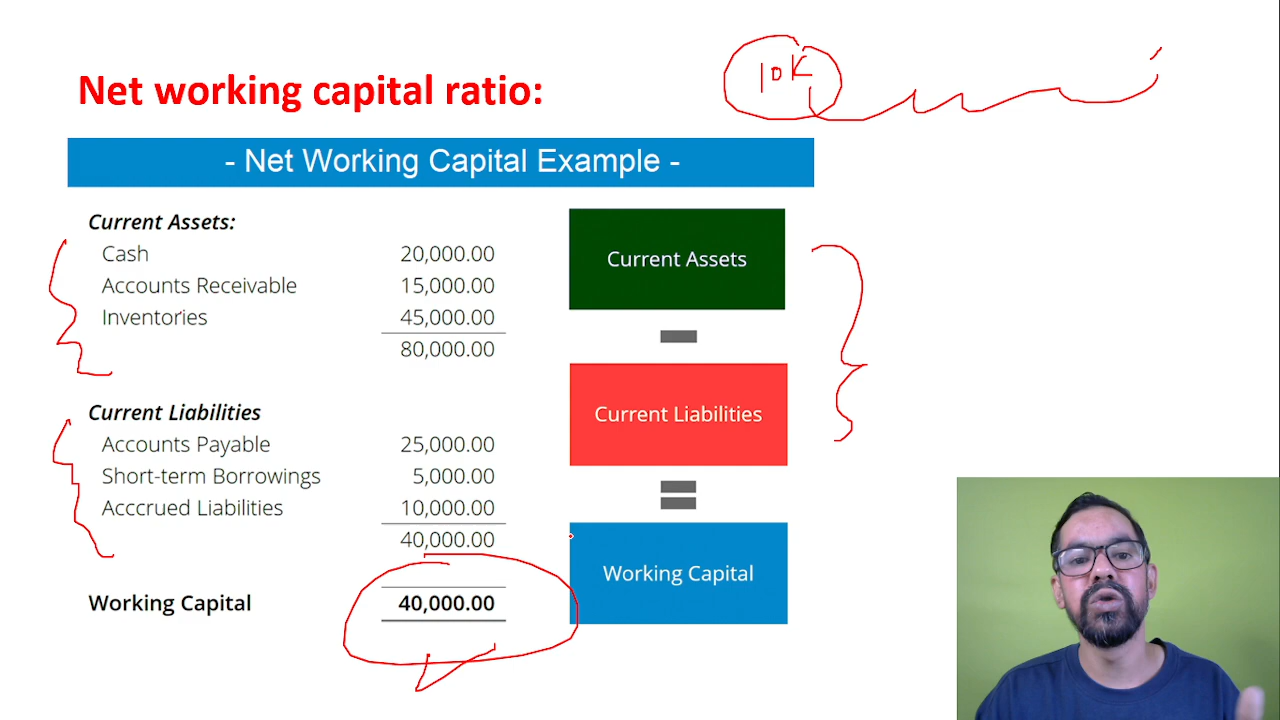 Net working capital ratio:
10K
- Net Working Capital Example -
Current Assets:
Cash 20,000.00
Accounts Receivable 15,000.00
Inventories 45,000.00
80,000.00
Current Liabilities
Accounts Payable 25,000.00
Short-term Borrowings 5,000.00
Acccrued Liabilities 10,000.00
40,000.00
Working Capital 40,000.00
Current Assets
Current Liabilities
Working Capital